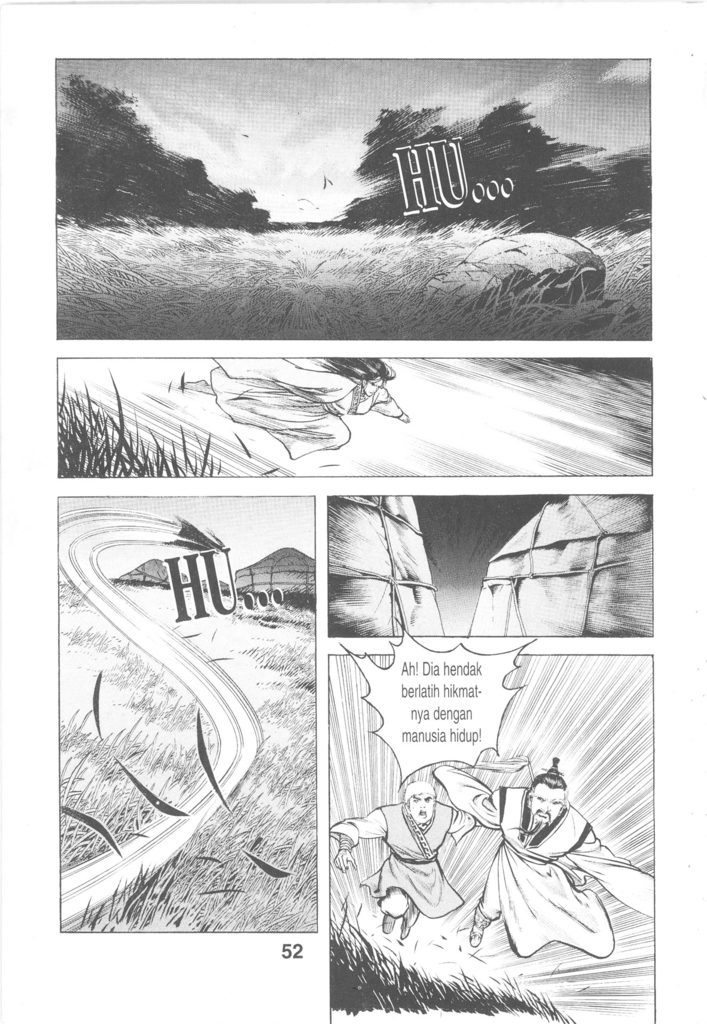 HU...
HU...
Ah! Dia hendak
berlatih hikmat-
nya dengan
manusia hidup!
52